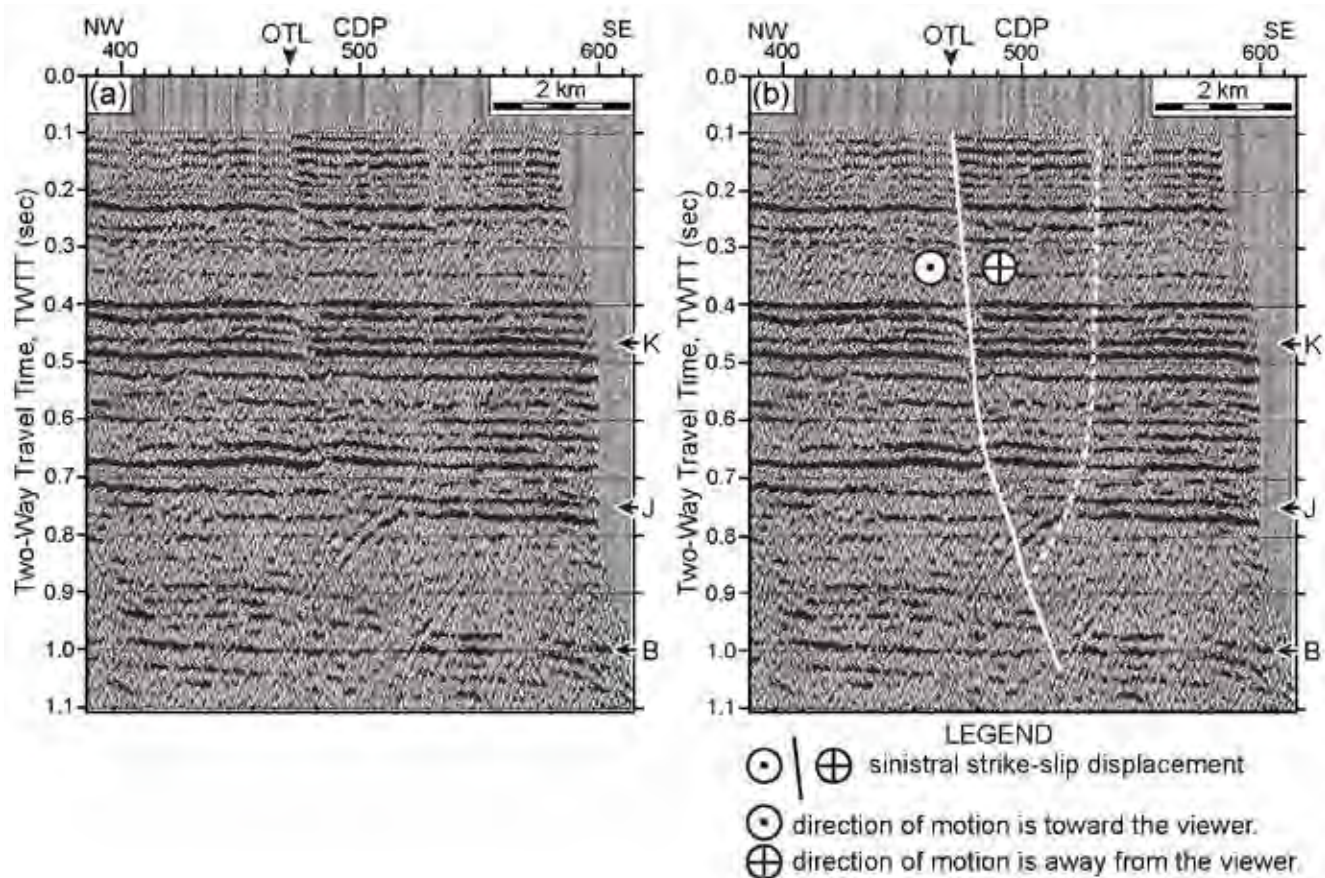 NW OTL CDP SE
400 500 600
0.0
(a) 2 km
0.1
0.2
0.3
0.4
K
0.5
0.6
0.7
J
0.8
0.9
1.0 B
1.1
Two-Way Travel Time, TWTT (sec)
NW OTL CDP SE
400 500 600
0.0
(b) 2 km
0.1
0.2
0.3
0.4
K
0.5
0.6
0.7
J
0.8
0.9
1.0 B
1.1
Two-Way Travel Time, TWTT (sec)
LEGEND
sinistral strike-slip displacement
direction of motion is toward the viewer.
direction of motion is away from the viewer.